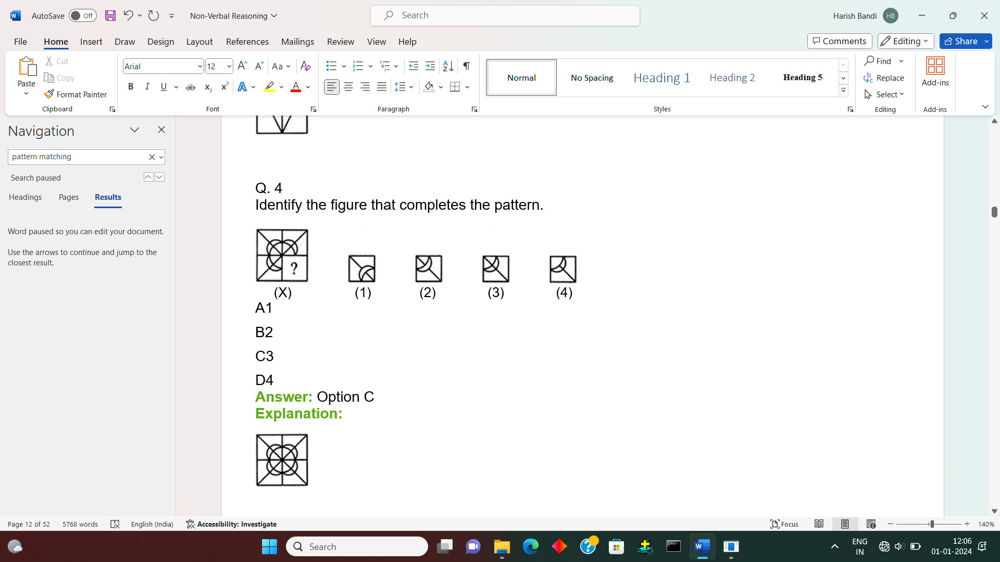 AutoSave Off Non-Verbal Reasoning Search Harish Bandi HB
File Home Insert Draw Design Layout References Mailings Review View Help Comments Editing Share
Paste Cut Copy Format Painter
Clipboard
Arial 12 Aa
B I U ab x2 x2 A A
Font
Paragraph
Normal No Spacing Heading 1 Heading 2 Heading 5
Styles
Find Replace Select
Editing
Add-ins
Add-ins
Navigation
pattern matching
Search paused
Headings Pages Results
Word paused so you can edit your document.
Use the arrows to continue and jump to the
closest result.
Q. 4
Identify the figure that completes the pattern.
?
(X) (1) (2) (3) (4)
A1
B2
C3
D4
Answer: Option C
Explanation:
Page 12 of 52 5768 words English (India) Accessibility: Investigate Focus 140%
Search
ENG
IN
12:06
01-01-2024